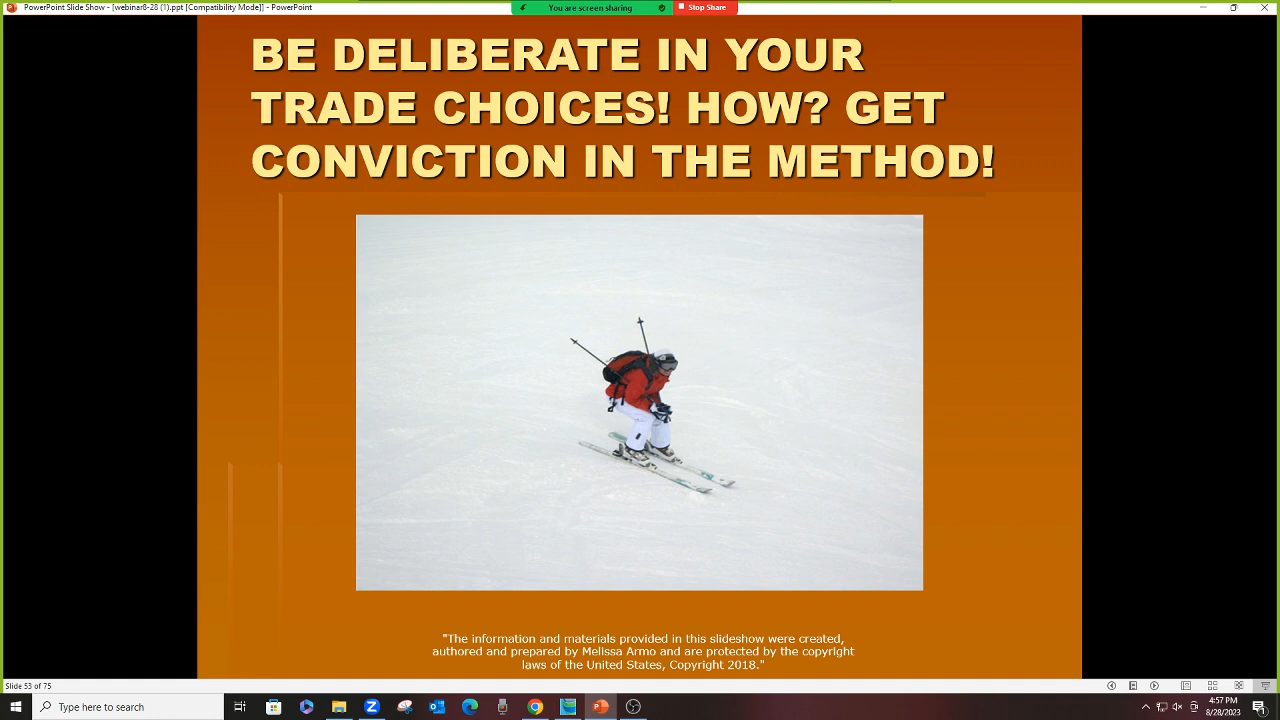 PowerPoint Slide Show - [webinar8-28 (1).ppt [Compatibility Mode]] - PowerPoint
You are screen sharing
Stop Share
BE DELIBERATE IN YOUR
TRADE CHOICES! HOW? GET
CONVICTION IN THE METHOD!
"The information and materials provided in this slideshow were created,
authored and prepared by Melissa Armo and are protected by the copyright
laws of the United States, Copyright 2018."
Slide 53 of 75
Type here to search
4:57 PM
8/28/2023